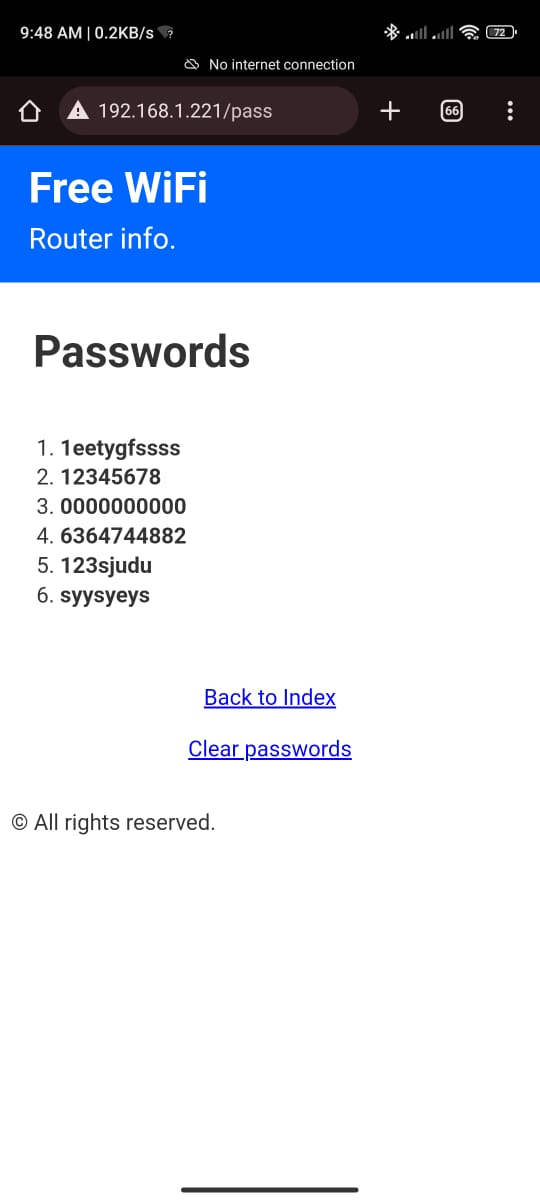 9:48 AM | 0.2KB/s
72
No internet connection
192.168.1.221/pass
66
Free WiFi
Router info.
Passwords
1. 1eetygfssss
2. 12345678
3. 0000000000
4. 6364744882
5. 123sjudu
6. syysyeys
Back to Index
Clear passwords
© All rights reserved.